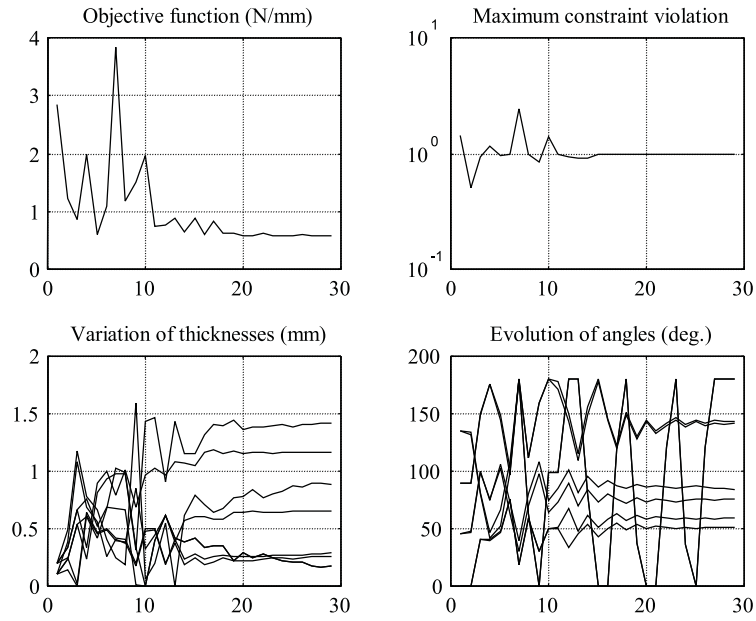 Objective function (N/mm)
4
3
2
1
0
0 10 20 30
Maximum constraint violation
10^1
10^0
10^-1
0 10 20 30
Variation of thicknesses (mm)
2
1.5
1
0.5
0
0 10 20 30
Evolution of angles (deg.)
200
150
100
50
0
0 10 20 30